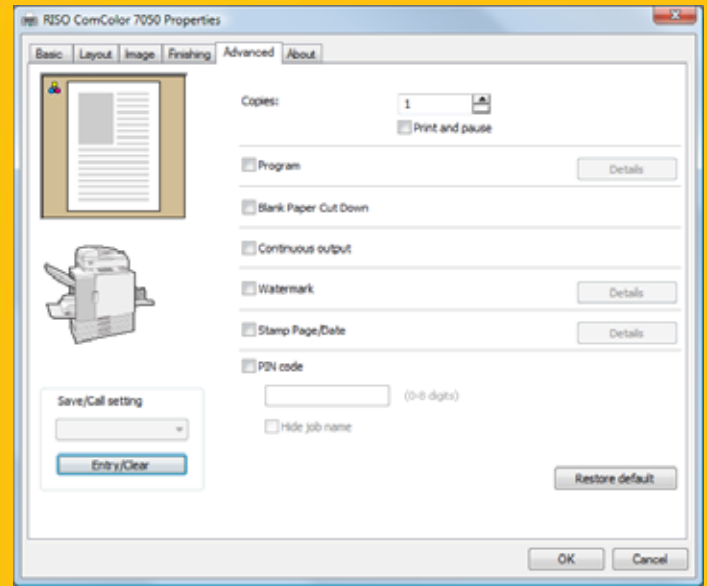 RISO ComColor 7050 Properties
Basic Layout Image Finishing Advanced About
Copies: 1
Print and pause
Program Details
Blank Paper Cut Down
Continuous output
Watermark Details
Stamp Page/Date Details
PIN code
(0-8 digits)
Hide job name
Save/Call setting
Entry/Clear
Restore default
OK Cancel